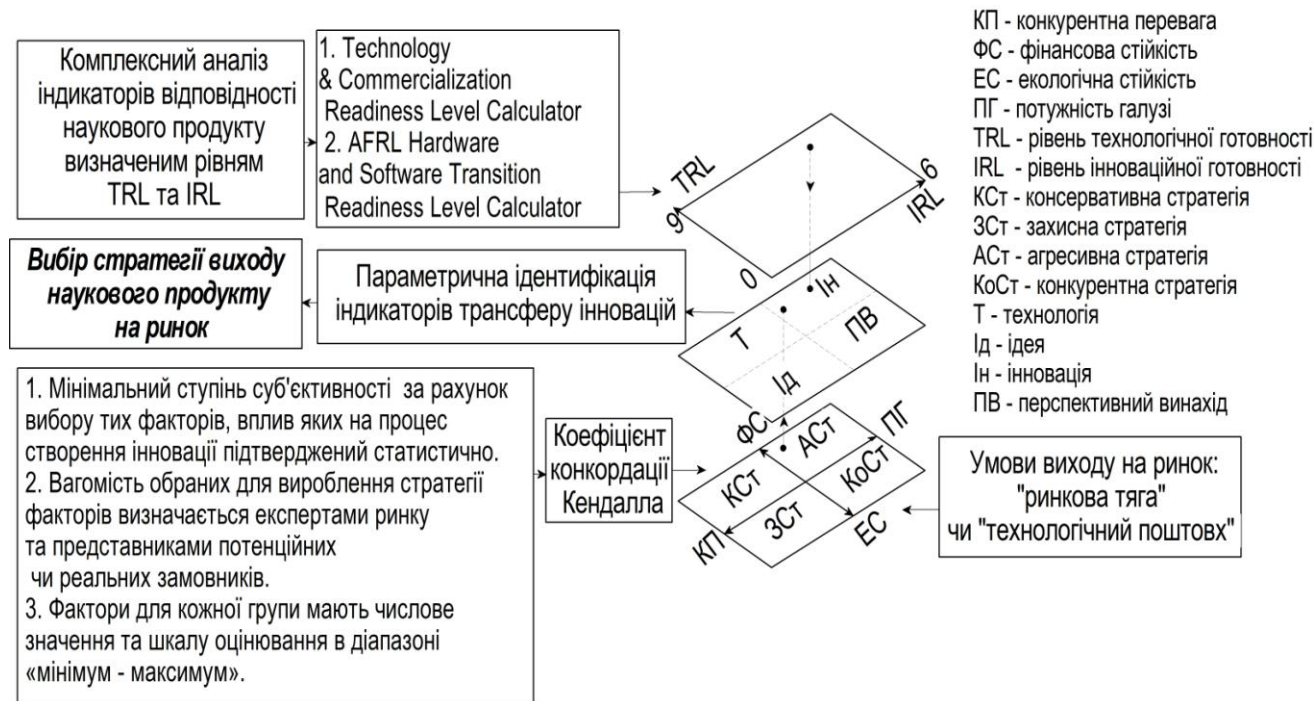 Комплексний аналіз
індикаторів відповідності
наукового продукту
визначеним рівням
TRL та IRL
1. Technology
& Commercialization
Readiness Level Calculator
2. AFRL Hardware
and Software Transition
Readiness Level Calculator
TRL
9
0
6
IRL
Вибір стратегії виходу
наукового продукту
на ринок
Параметрична ідентифікація
індикаторів трансферу інновацій
Т
Ін
ПВ
Ід
1. Мінімальний ступінь суб'єктивності за рахунок
вибору тих факторів, вплив яких на процес
створення інновації підтверджений статистично.
2. Вагомість обраних для вироблення стратегії
факторів визначається експертами ринку
та представниками потенційних
чи реальних замовників.
3. Фактори для кожної групи мають числове
значення та шкалу оцінювання в діапазоні
«мінімум - максимум».
Коефіцієнт
конкордації
Кендалла
ФС
АСт
ПГ
КСт
КоСт
ЗСт
КП
ЕС
Умови виходу на ринок:
"ринкова тяга"
чи "технологічний поштовх"
КП - конкурентна перевага
ФС - фінансова стійкість
ЕС - екологічна стійкість
ПГ - потужність галузі
TRL - рівень технологічної готовності
IRL - рівень інноваційної готовності
КСт - консервативна стратегія
ЗСт - захисна стратегія
АСт - агресивна стратегія
КоСт - конкурентна стратегія
Т - технологія
Ід - ідея
Ін - інновація
ПВ - перспективний винахід